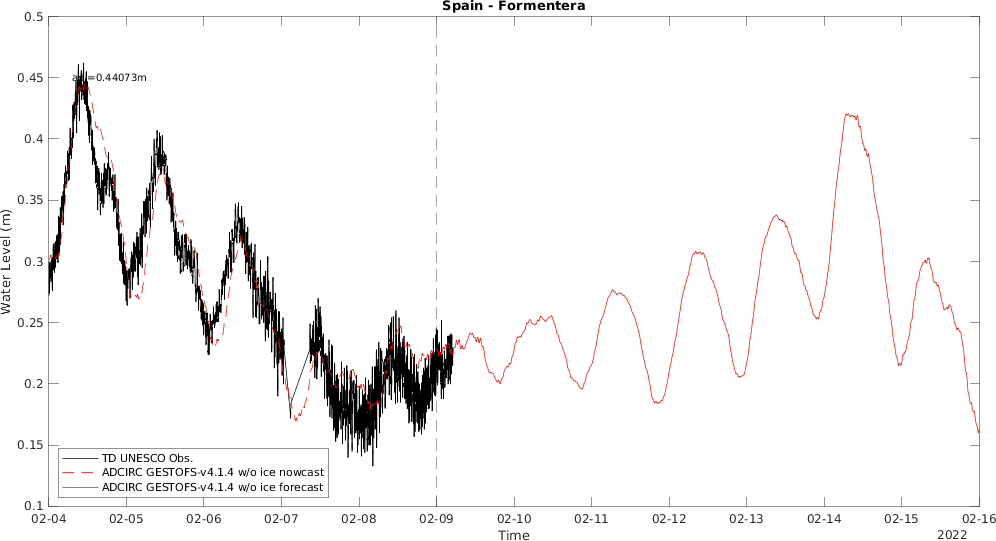 Spain - Formentera
0.5
0.45
0.4
0.35
0.3
0.25
0.2
0.15
0.1
Water Level (m)
=0.44073m
TD UNESCO Obs.
ADCIRC GESTOFS-v4.1.4 w/o ice nowcast
ADCIRC GESTOFS-v4.1.4 w/o ice forecast
02-04 02-05 02-06 02-07 02-08 02-09 02-10 02-11 02-12 02-13 02-14 02-15 02-16
Time
2022